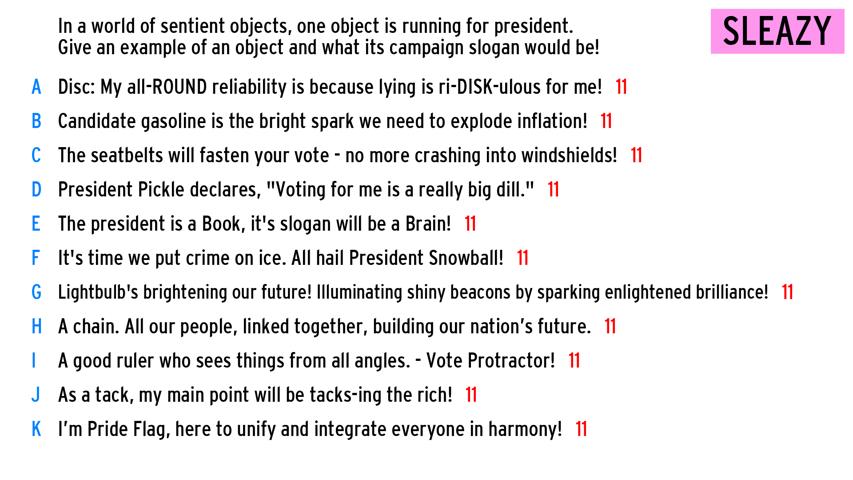 In a world of sentient objects, one object is running for president.
Give an example of an object and what its campaign slogan would be!
SLEAZY
A Disc: My all-ROUND reliability is because lying is ri-DISK-ulous for me! 11
B Candidate gasoline is the bright spark we need to explode inflation! 11
C The seatbelts will fasten your vote - no more crashing into windshields! 11
D President Pickle declares, "Voting for me is a really big dill." 11
E The president is a Book, it's slogan will be a Brain! 11
F It's time we put crime on ice. All hail President Snowball! 11
G Lightbulb's brightening our future! Illuminating shiny beacons by sparking enlightened brilliance! 11
H A chain. All our people, linked together, building our nation’s future. 11
I A good ruler who sees things from all angles. - Vote Protractor! 11
J As a tack, my main point will be tacks-ing the rich! 11
K I’m Pride Flag, here to unify and integrate everyone in harmony! 11